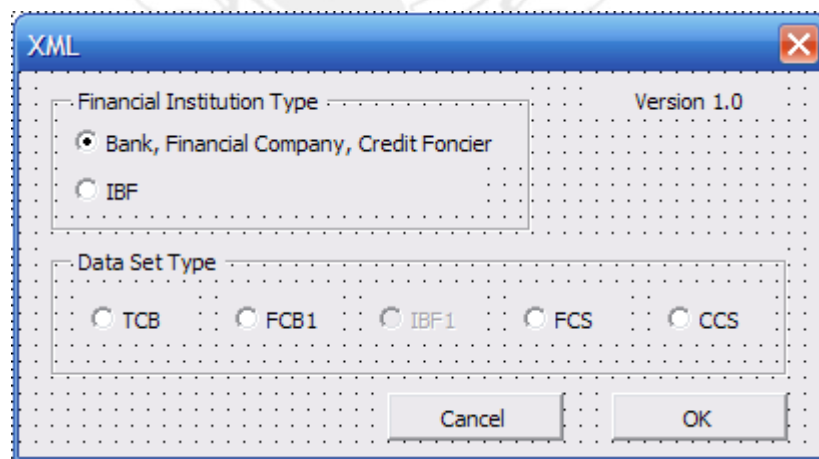 XML
Financial Institution Type
Version 1.0
Bank, Financial Company, Credit Foncier
IBF
Data Set Type
TCB FCB1 IBF1 FCS CCS
Cancel OK